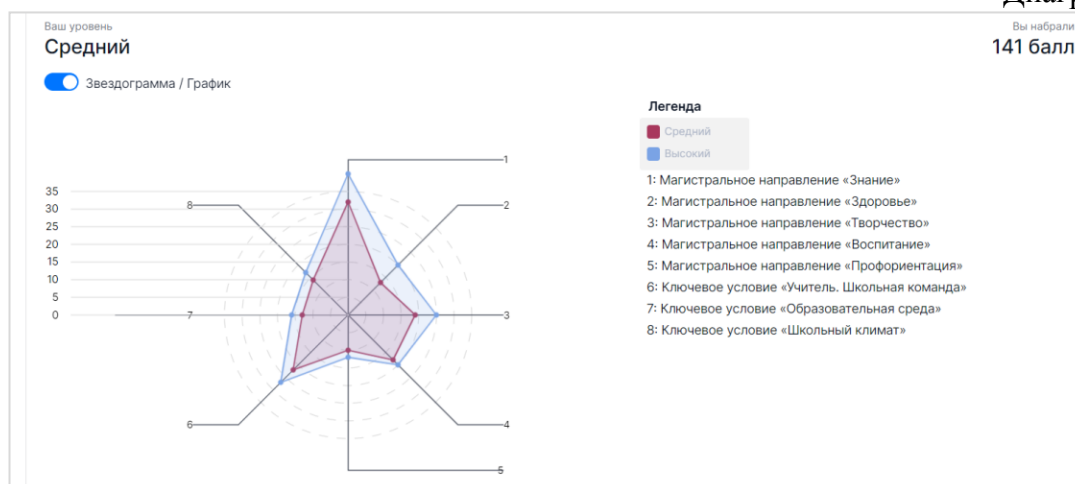 Ваш уровень
Средний
Вы набрали
141 балл
Звездограмма / График
35
30
25
20
15
10
5
0
1
2
3
4
5
6
7
8
Легенда
Средний
Высокий
1: Магистральное направление «Знание»
2: Магистральное направление «Здоровье»
3: Магистральное направление «Творчество»
4: Магистральное направление «Воспитание»
5: Магистральное направление «Профориентация»
6: Ключевое условие «Учитель. Школьная команда»
7: Ключевое условие «Образовательная среда»
8: Ключевое условие «Школьный климат»